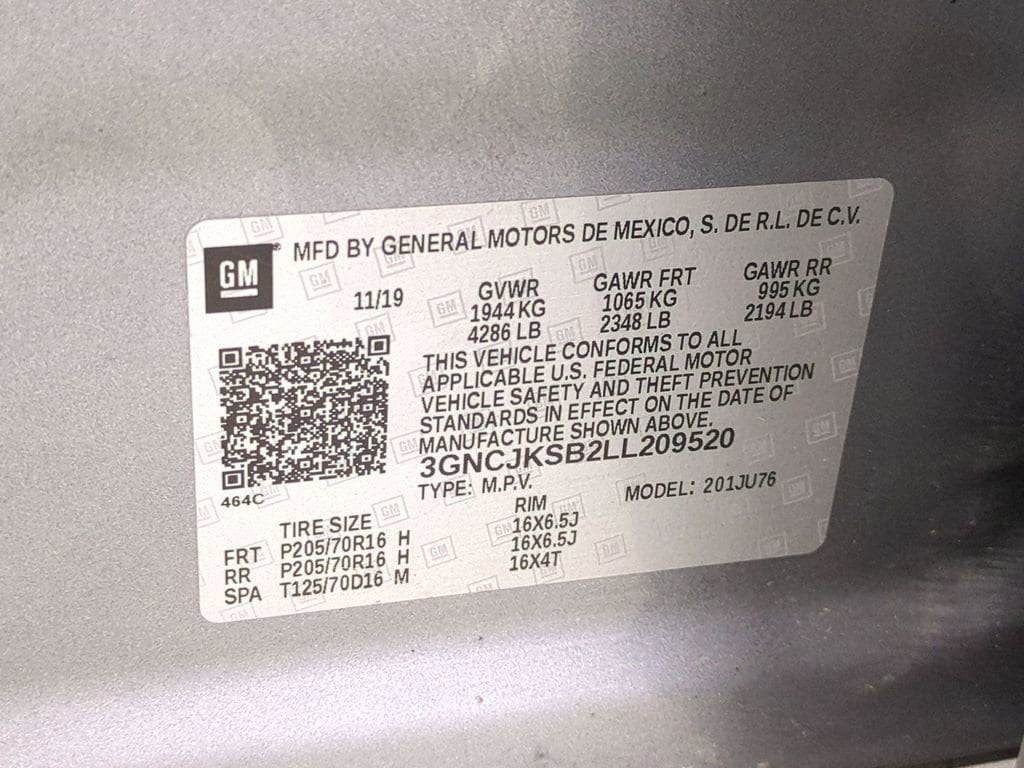 GM
MFD BY GENERAL MOTORS DE MEXICO, S. DE R.L. DE C.V.
11/19
GVWR
1944 KG
4286 LB
GAWR FRT
1065 KG
2348 LB
GAWR RR
995 KG
2194 LB
THIS VEHICLE CONFORMS TO ALL
APPLICABLE U.S. FEDERAL MOTOR
VEHICLE SAFETY AND THEFT PREVENTION
STANDARDS IN EFFECT ON THE DATE OF
MANUFACTURE SHOWN ABOVE.
3GNCJKSB2LL209520
TYPE: M.P.V.
MODEL: 201JU76
464C
TIRE SIZE RIM
FRT P205/70R16 H 16X6.5J
RR P205/70R16 H 16X6.5J
SPA T125/70D16 M 16X4T